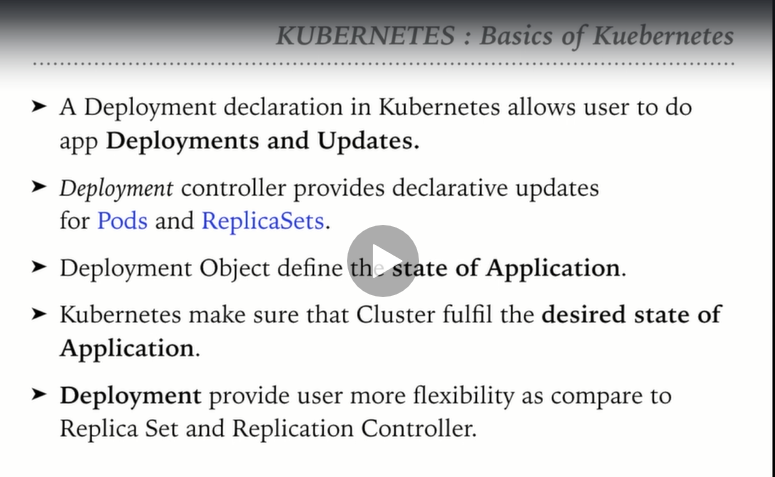 KUBERNETES : Basics of Kuebernetes
➤ A Deployment declaration in Kubernetes allows user to do
app Deployments and Updates.
➤ Deployment controller provides declarative updates
for Pods and ReplicaSets.
➤ Deployment Object define the state of Application.
➤ Kubernetes make sure that Cluster fulfil the desired state of
Application.
➤ Deployment provide user more flexibility as compare to
Replica Set and Replication Controller.